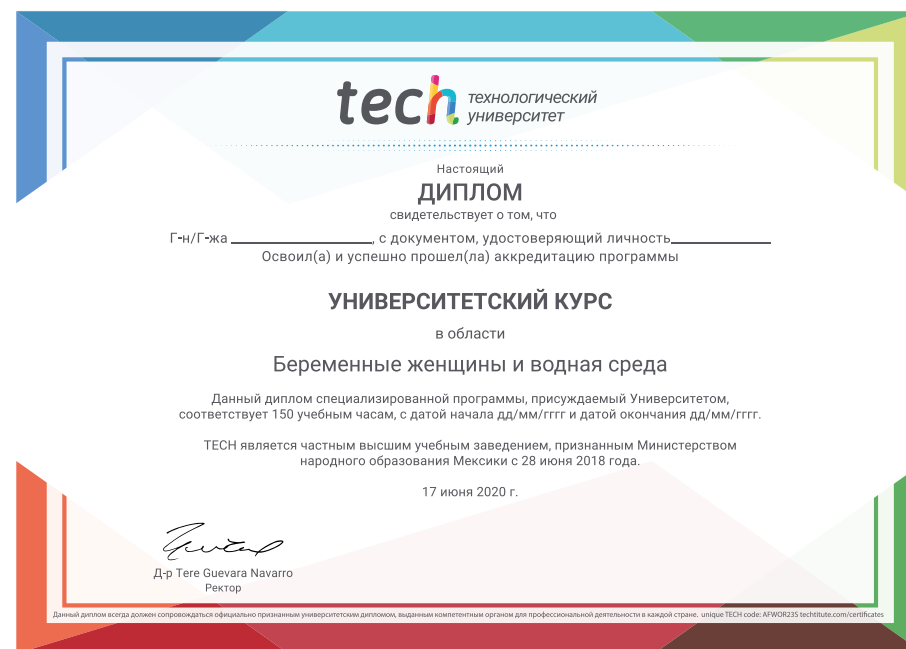 tech технологический
университет
Настоящий
ДИПЛОМ
свидетельствует о том, что
Г-н/Г-жа ____________________, с документом, удостоверяющий личность______________
Освоил(а) и успешно прошел(ла) аккредитацию программы
УНИВЕРСИТЕТСКИЙ КУРС
в области
Беременные женщины и водная среда
Данный диплом специализированной программы, присуждаемый Университетом,
соответствует 150 учебным часам, с датой начала дд/мм/гггг и датой окончания дд/мм/гггг.
TECH является частным высшим учебным заведением, признанным Министерством
народного образования Мексики с 28 июня 2018 года.
17 июня 2020 г.
Д-р Tere Guevara Navarro
Ректор
Данный диплом всегда должен сопровождаться официально признанным университетским дипломом, выданным компетентным органом для профессиональной деятельности в каждой стране. unique TECH code: AFWOR23S techtitute.com/certificates